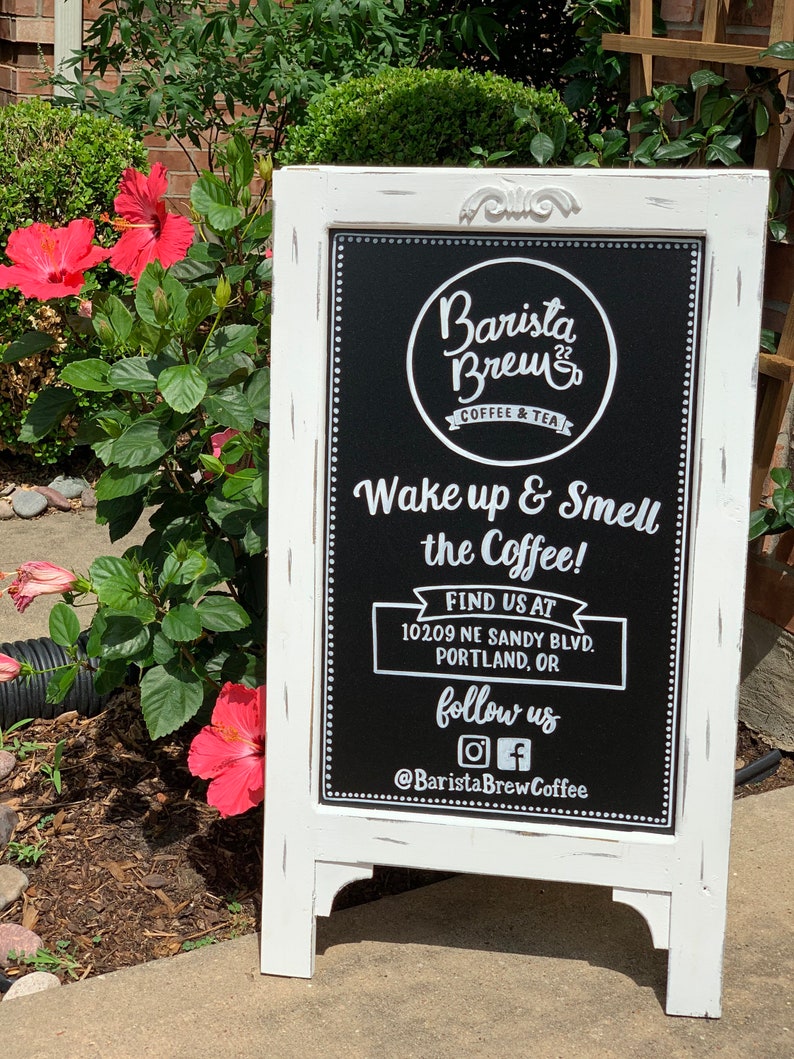 Barista
Brew
COFFEE & TEA
Wake up & Smell
the Coffee!
FIND US AT
10209 NE SANDY BLVD.
PORTLAND, OR
follow us
@BaristaBrewCoffee